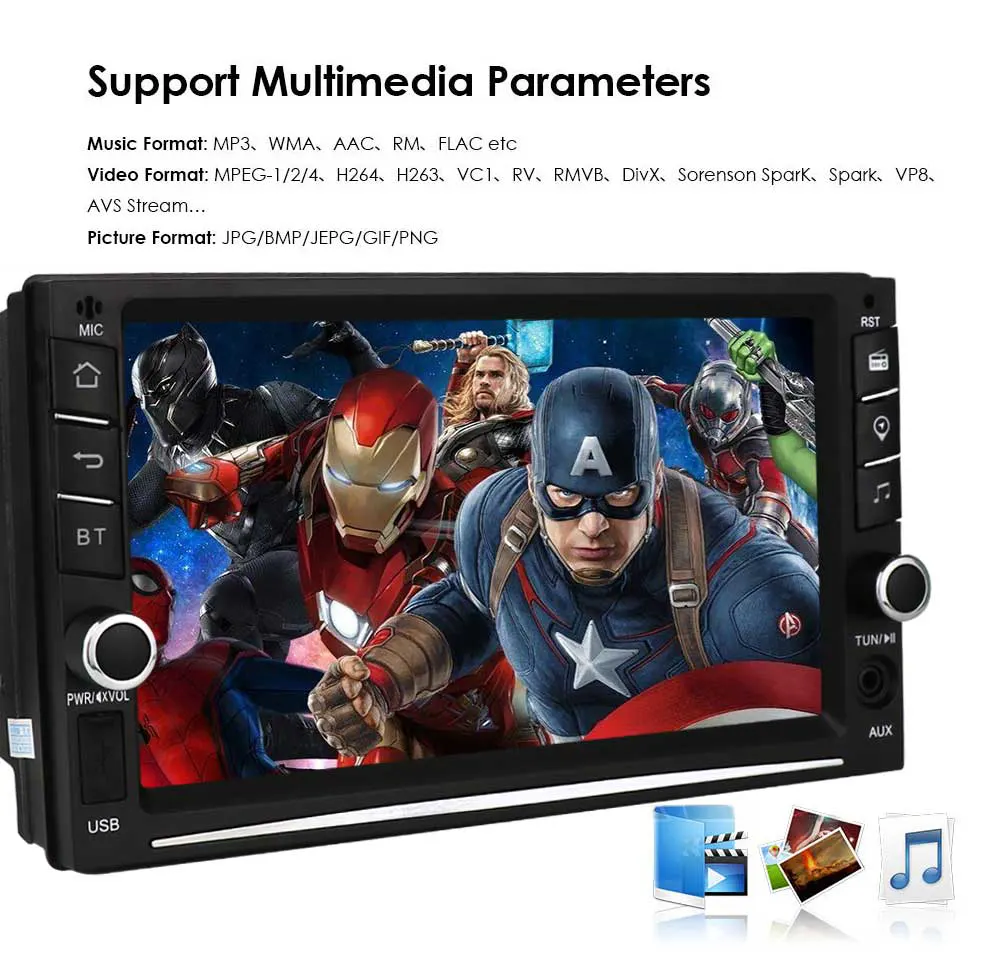 Support Multimedia Parameters
Music Format: MP3、WMA、AAC、RM、FLAC etc
Video Format: MPEG-1/2/4、H264、H263、VC1、RV、RMVB、DivX、Sorenson SparK、Spark、VP8、
AVS Stream...
Picture Format: JPG/BMP/JEPG/GIF/PNG
MIC
RST
A
BT
TUN/
PWR/ VOL
AUX
USB